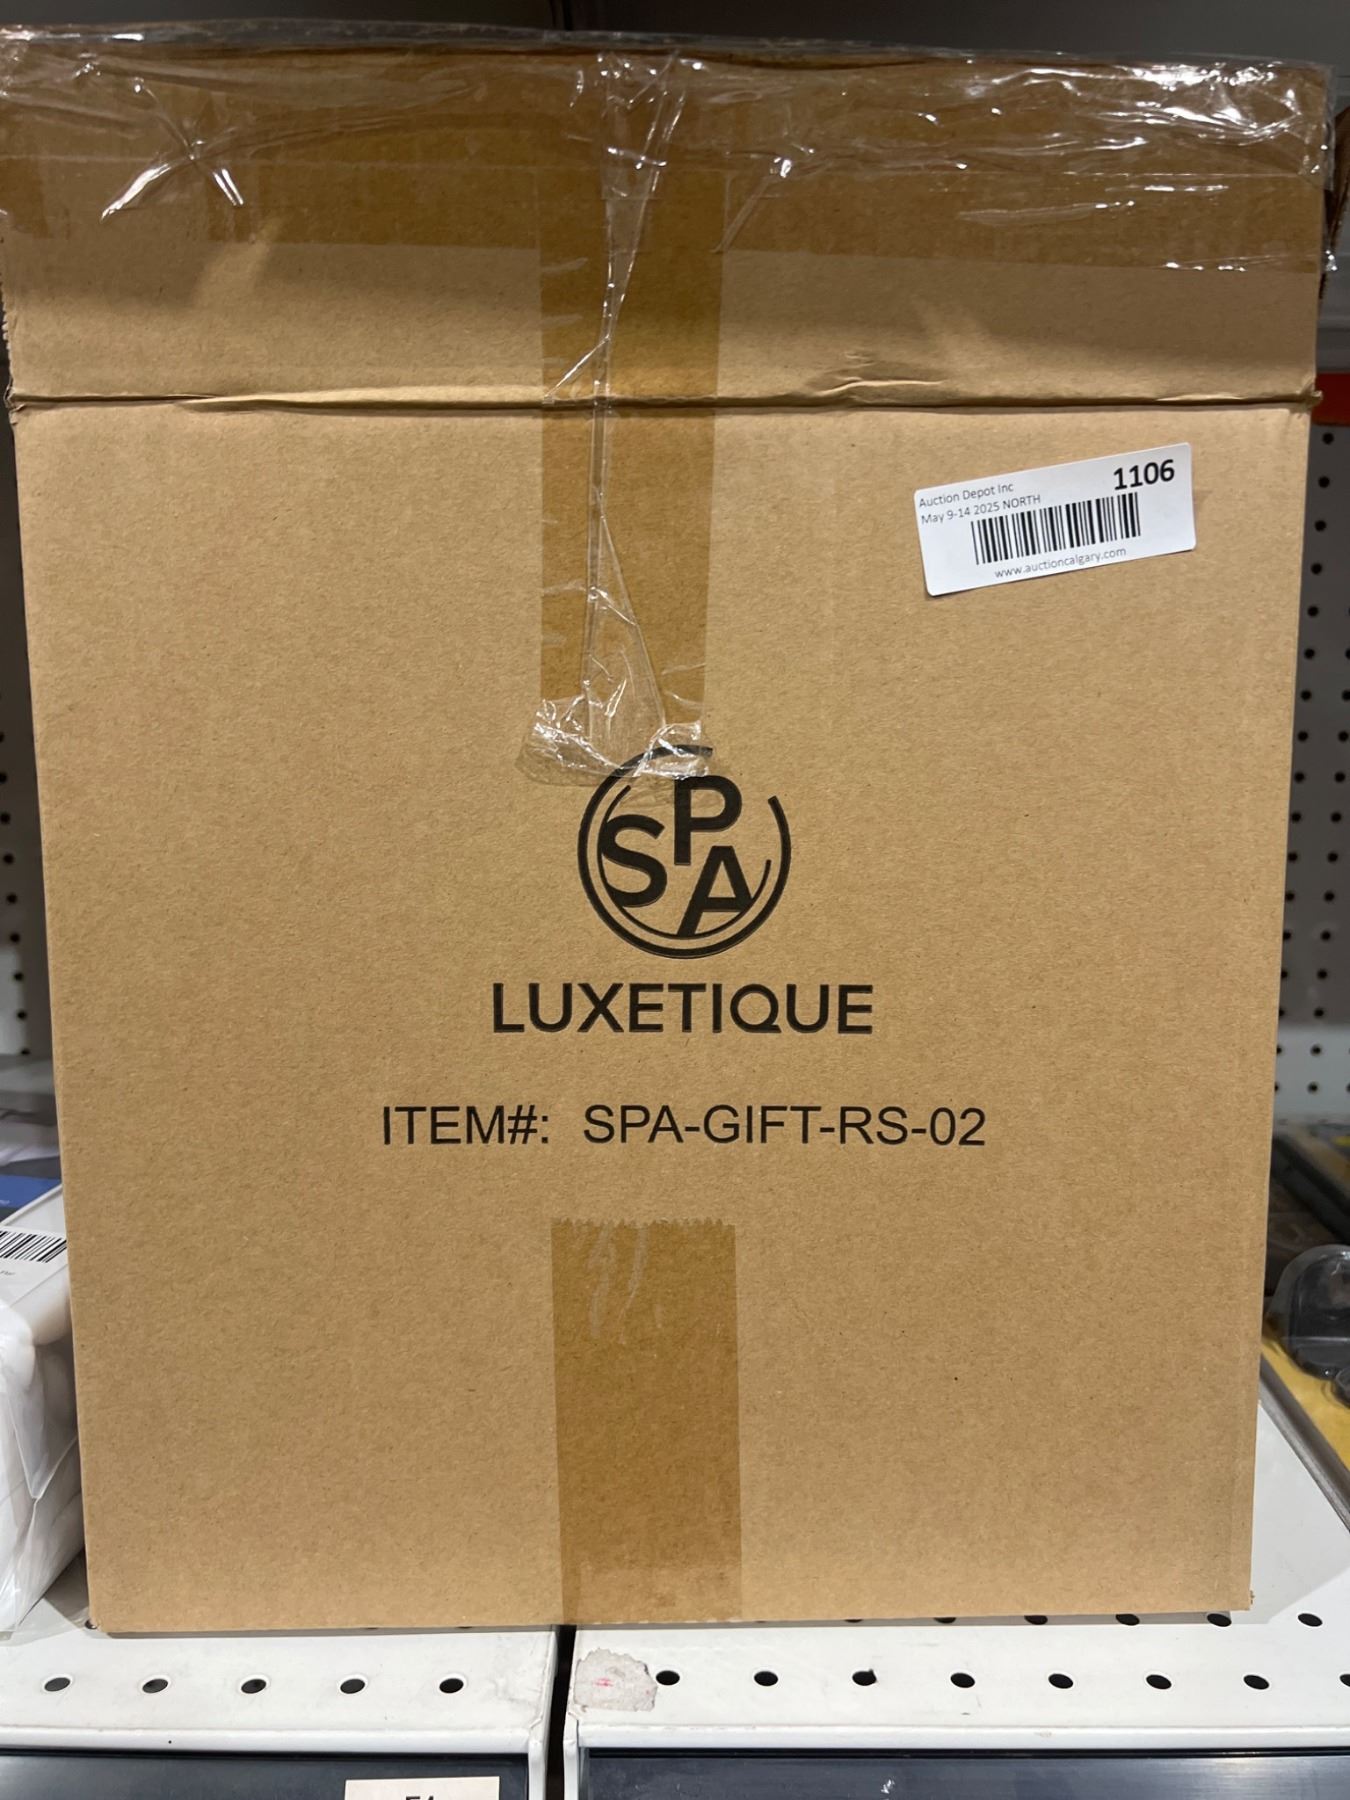 Auction Depot Inc
1106
May 9-14 2025 NORTH
www.auctioncalgary.com
SPA
LUXETIQUE
ITEM#: SPA-GIFT-RS-02